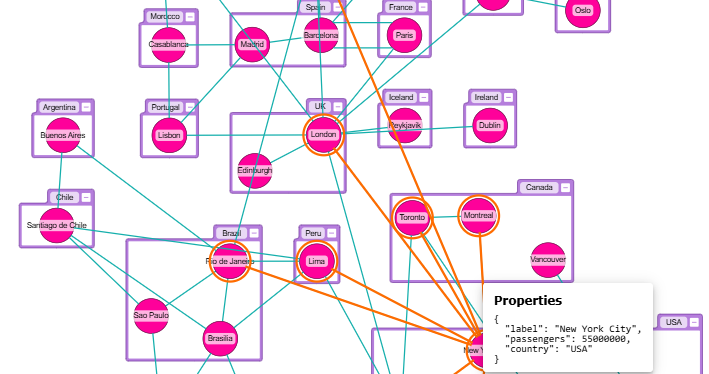 Spain
France
Morocco
Oslo
Casablanca
Madrid
Barcelona
Paris
Argentina
Portugal
UK
Iceland
Ireland
Buenos Aires
Lisbon
London
Reykjavik
Dublin
Edinburgh
Canada
Chile
Santiago de Chile
Toronto
Montreal
Brazil
Peru
Rio de Janeiro
Lima
Vancouver
Properties
{
"label": "New York City",
"passengers": 55000000,
"country": "USA"
}
Sao Paulo
Brasilia
USA
New